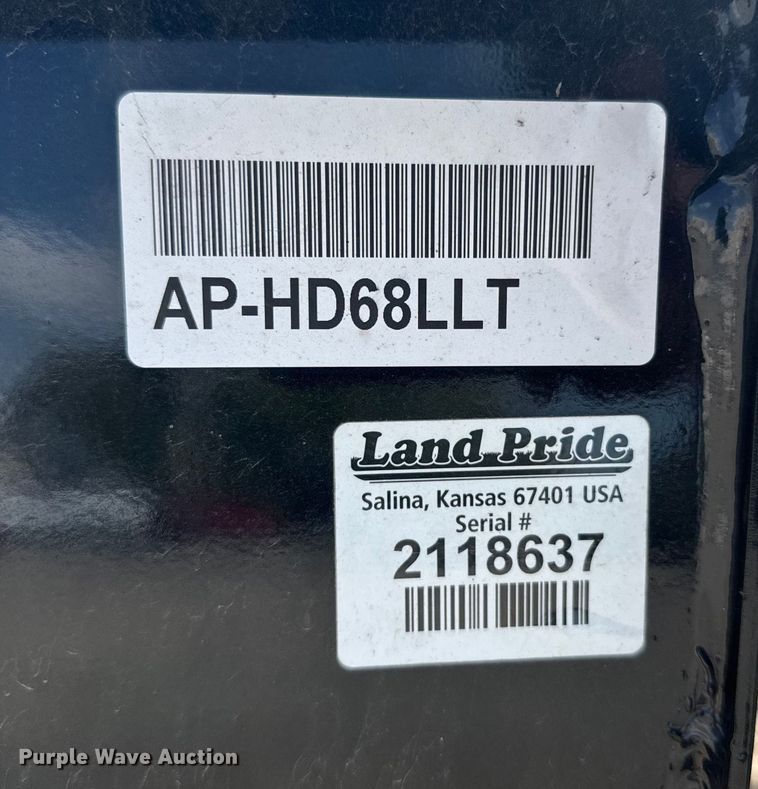 AP-HD68LLT
Land Pride
Salina, Kansas 67401 USA
Serial #
2118637
Purple Wave Auction